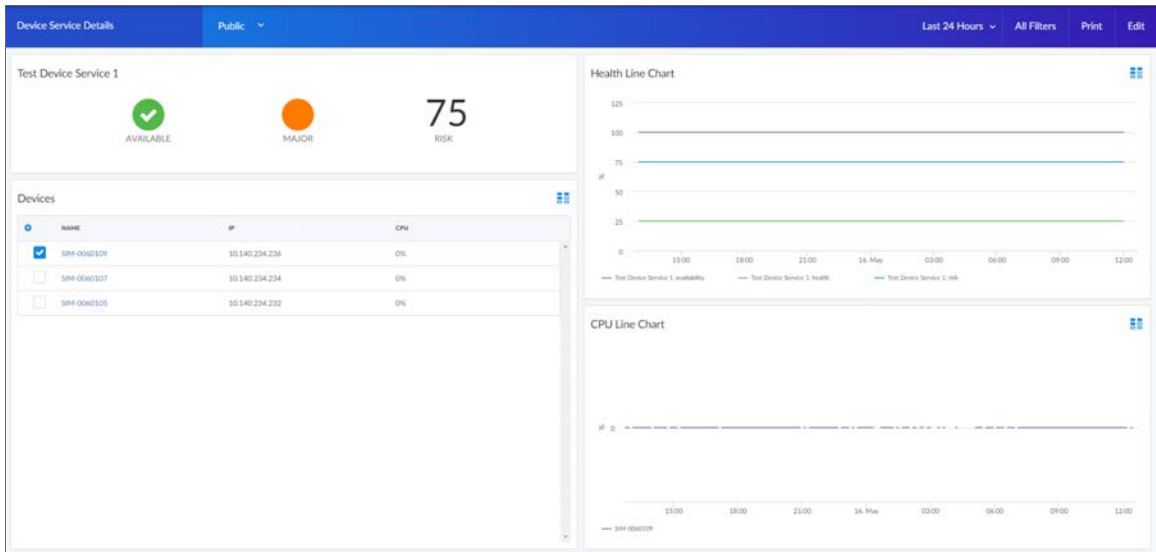 Device Service Details Public Last 24 Hours All Filters Print Edit
Test Device Service 1
AVAILABLE
MAJOR
75
RISK
Devices
NAME IP CPU
SIM-0060109 10.140.234.236 0%
SIM-0060107 10.140.234.234 0%
SIM-0060105 10.140.234.232 0%
Health Line Chart
125
100
75
50
25
0
%
15:00 18:00 21:00 16. May 03:00 06:00 09:00 12:00
Test Device Service 1: availability Test Device Service 1: health Test Device Service 1: risk
CPU Line Chart
% 0
15:00 18:00 21:00 16. May 03:00 06:00 09:00 12:00
SIM-0060109